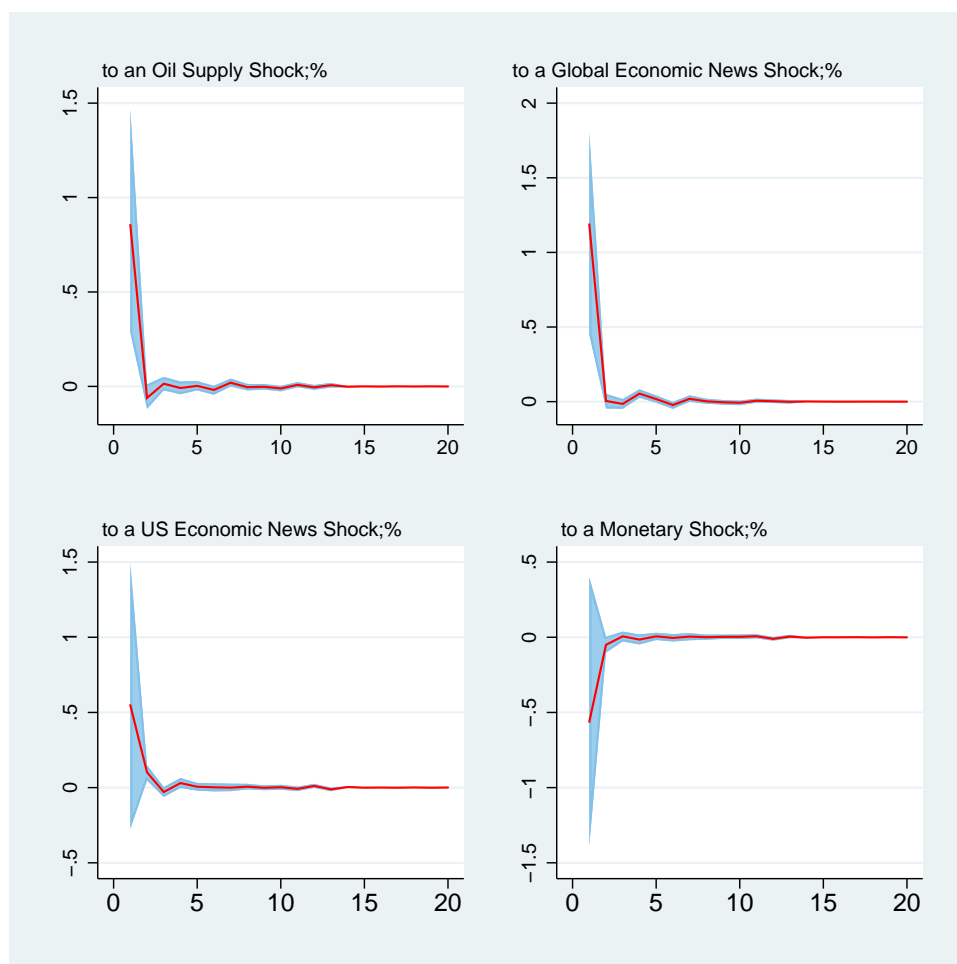 to an Oil Supply Shock;%
1.5
1
.5
0
0 5 10 15 20
to a Global Economic News Shock;%
2
1.5
1
.5
0
0 5 10 15 20
to a US Economic News Shock;%
1.5
1
.5
0
−.5
0 5 10 15 20
to a Monetary Shock;%
.5
0
−.5
−1
−1.5
0 5 10 15 20